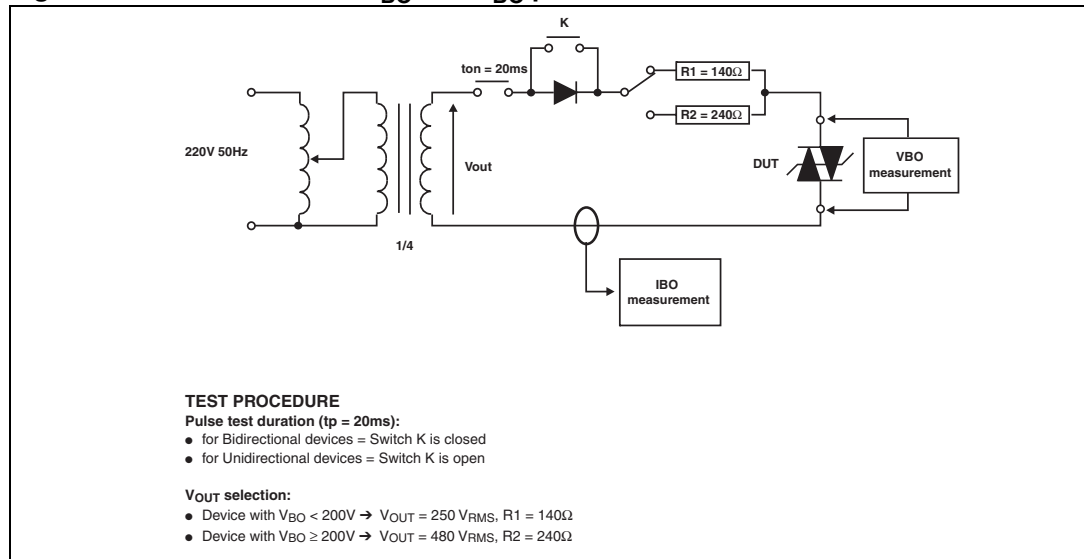 K
ton = 20ms
R1 = 140Ω
R2 = 240Ω
220V 50Hz
Vout
DUT
VBO
measurement
1/4
IBO
measurement
TEST PROCEDURE
Pulse test duration (tp = 20ms):
● for Bidirectional devices = Switch K is closed
● for Unidirectional devices = Switch K is open
VOUT selection:
● Device with VBO < 200V ➔ VOUT = 250 VRMS, R1 = 140Ω
● Device with VBO ≥ 200V ➔ VOUT = 480 VRMS, R2 = 240Ω